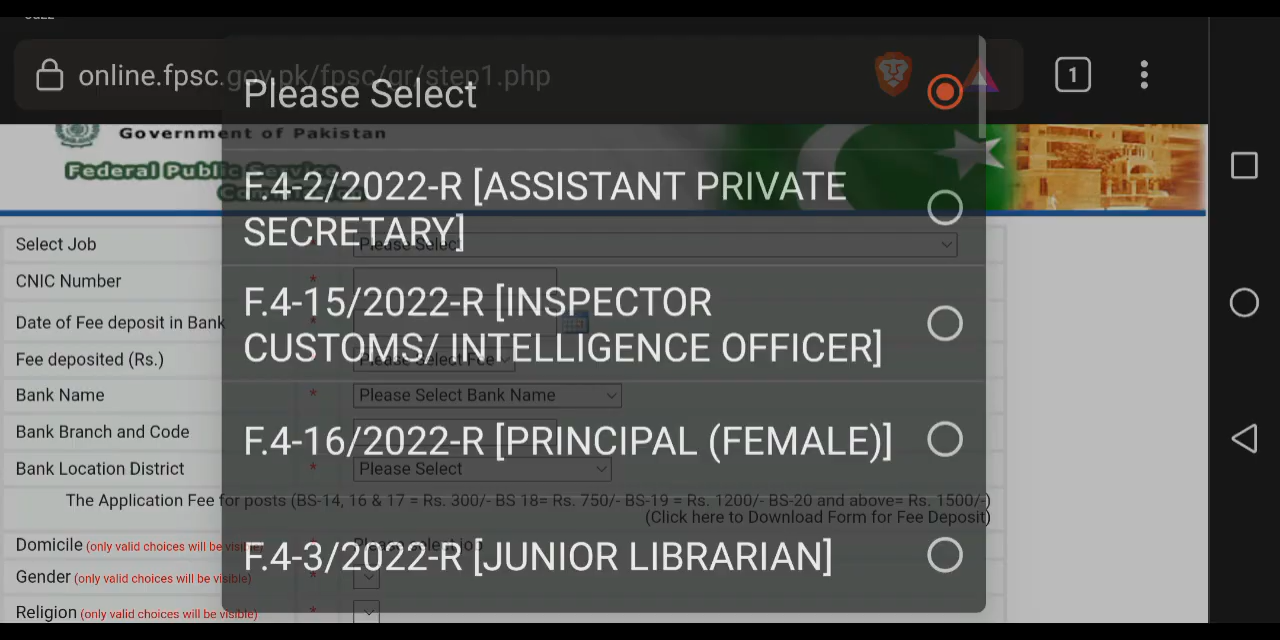 online.fpsc.gov.pk/fpsc/gr/step1.php
1
Please Select
Government of Pakistan
Federal Public Service
Commission
F.4-2/2022-R [ASSISTANT PRIVATE
SECRETARY]
Select Job
Please Select
CNIC Number *
F.4-15/2022-R [INSPECTOR
CUSTOMS/ INTELLIGENCE OFFICER]
Date of Fee deposit in Bank *
Fee deposited (Rs.) * Please Select Fee
Bank Name * Please Select Bank Name
Bank Branch and Code *
F.4-16/2022-R [PRINCIPAL (FEMALE)]
Bank Location District * Please Select
The Application Fee for posts (BS-14, 16 & 17 = Rs. 300/- BS 18= Rs. 750/- BS-19 = Rs. 1200/- BS-20 and above= Rs. 1500/-)
(Click here to Download Form for Fee Deposit)
Domicile (only valid choices will be visible) Please select job
F.4-3/2022-R [JUNIOR LIBRARIAN]
Gender (only valid choices will be visible) *
Religion (only valid choices will be visible) *